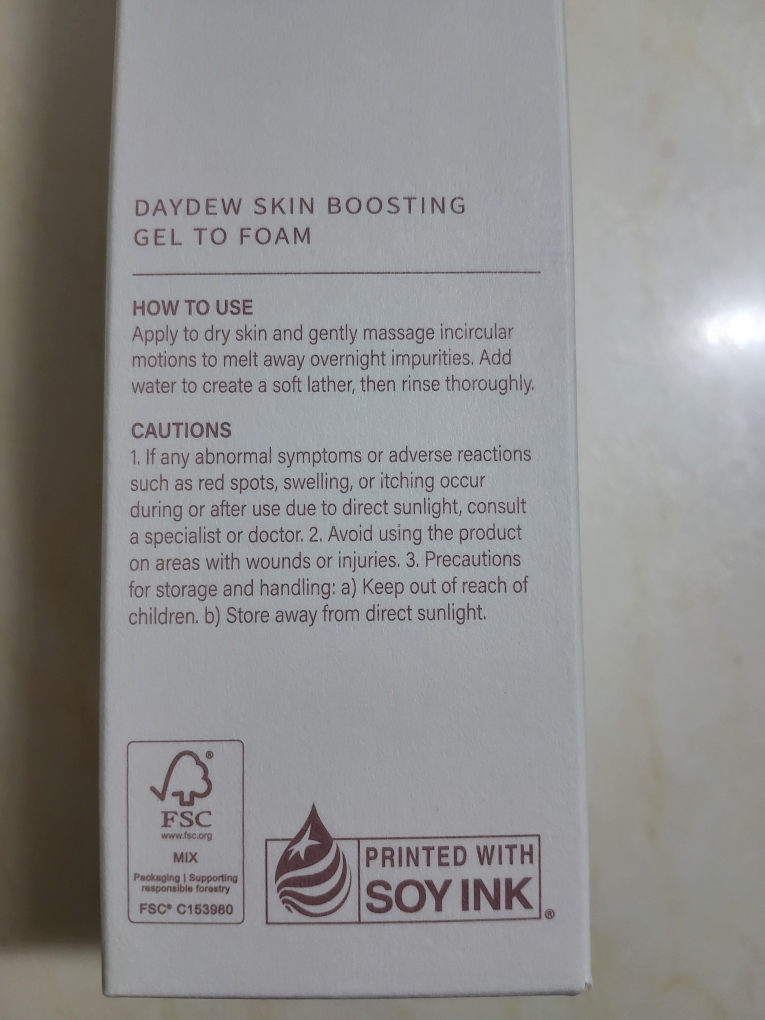 DAYDEW SKIN BOOSTING
GEL TO FOAM
HOW TO USE
Apply to dry skin and gently massage incircular
motions to melt away overnight impurities. Add
water to create a soft lather, then rinse thoroughly.
CAUTIONS
1. If any abnormal symptoms or adverse reactions
such as red spots, swelling, or itching occur
during or after use due to direct sunlight, consult
a specialist or doctor. 2. Avoid using the product
on areas with wounds or injuries. 3. Precautions
for storage and handling: a) Keep out of reach of
children. b) Store away from direct sunlight.
®
FSC
www.fsc.org
MIX
Packaging | Supporting
responsible forestry
FSC® C153980
PRINTED WITH
SOY INK ®